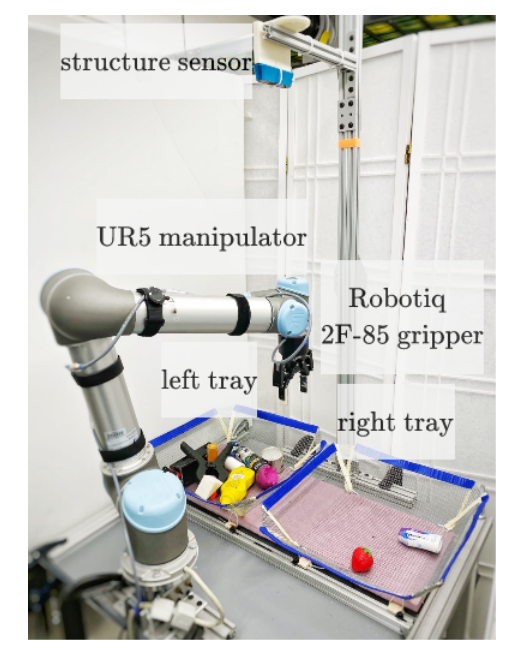 structure sensor
UR5 manipulator
Robotiq
2F-85 gripper
left tray
right tray